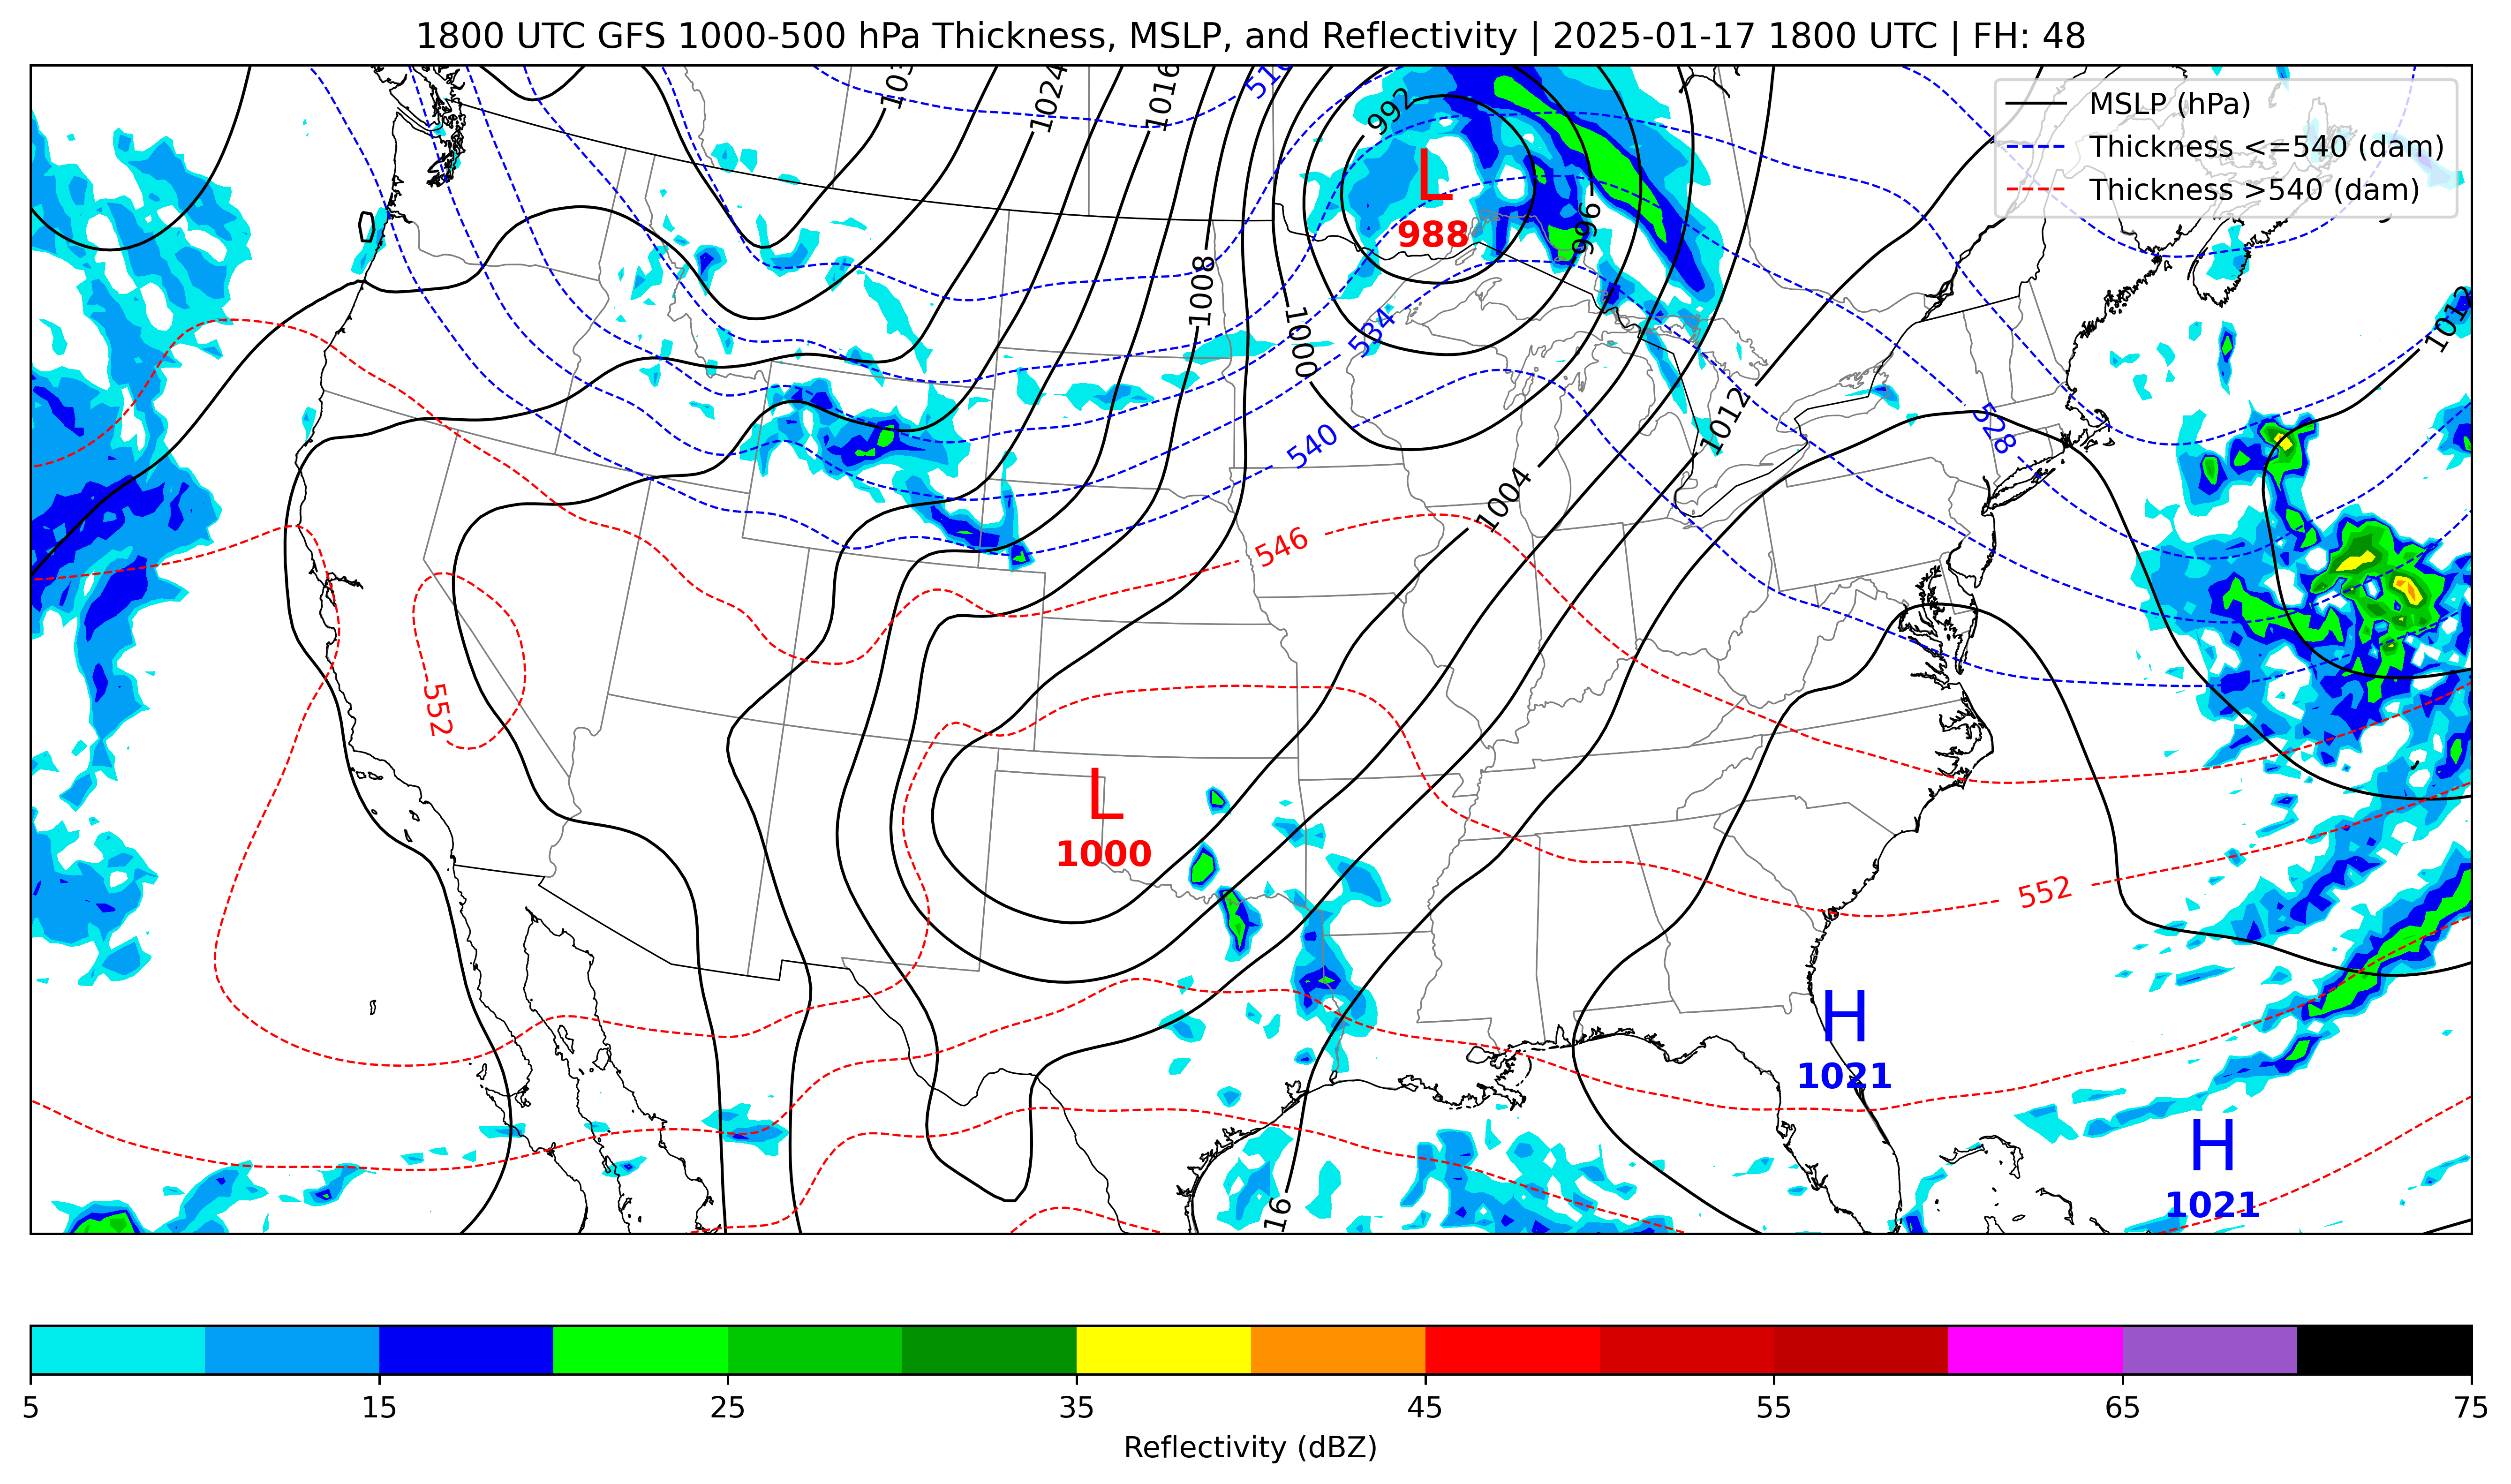 1800 UTC GFS 1000-500 hPa Thickness, MSLP, and Reflectivity | 2025-01-17 1800 UTC | FH: 48
MSLP (hPa)
Thickness <=540 (dam)
Thickness >540 (dam)
1024
1016
992
L
988
996
1008
1000
534
540
1012
1012
528
1004
546
552
L
1000
552
H
1021
H
1021
16
5 15 25 35 45 55 65 75
Reflectivity (dBZ)